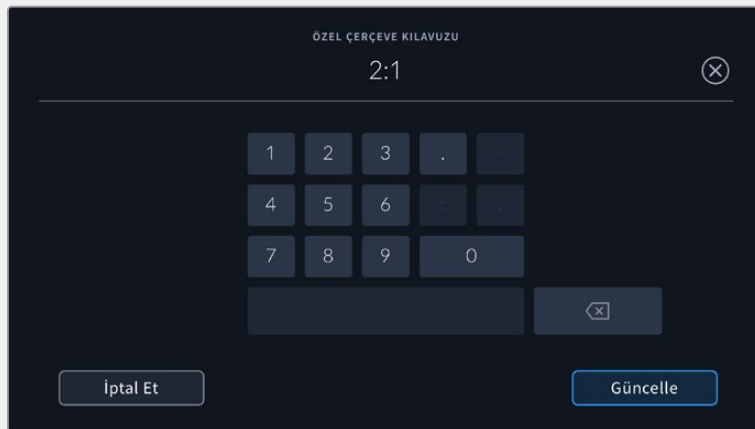 ÖZEL ÇERÇEVE KILAVUZU
2:1
1 2 3 . -
4 5 6 : ,
7 8 9 0
İptal Et
Güncelle